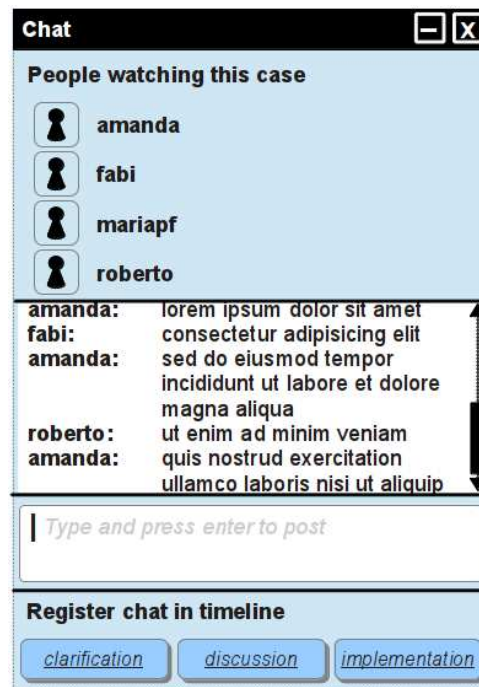 Chat
People watching this case
amanda
fabi
mariapf
roberto
amanda: lorem ipsum dolor sit amet
fabi: consectetur adipisicing elit
amanda: sed do eiusmod tempor
incididunt ut labore et dolore
magna aliqua
roberto: ut enim ad minim veniam
amanda: quis nostrud exercitation
ullamco laboris nisi ut aliquip
Type and press enter to post
Register chat in timeline
clarification discussion implementation